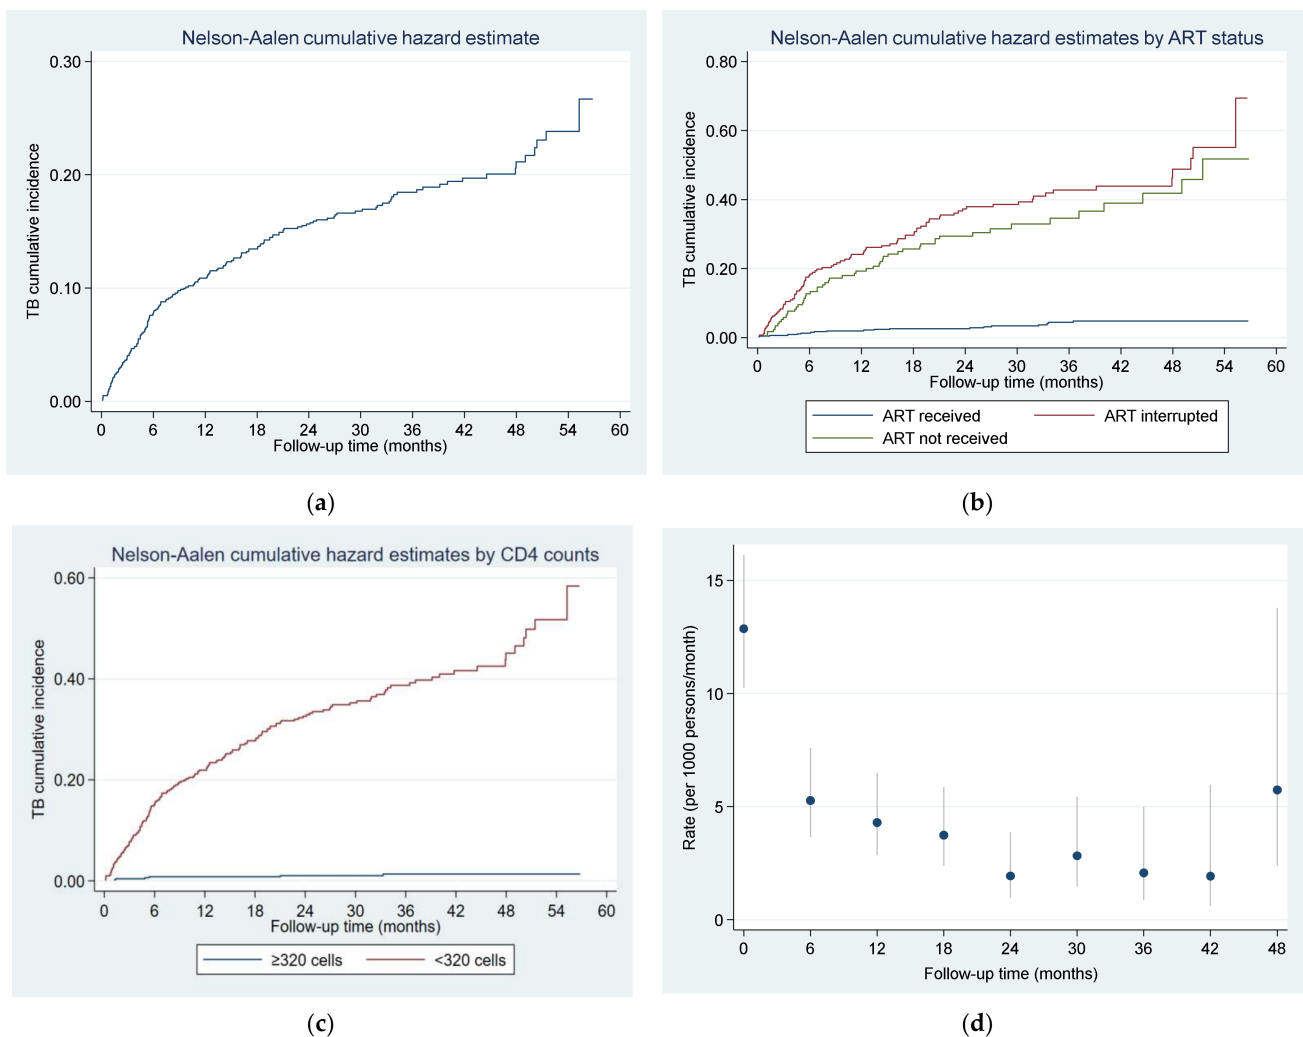 Nelson-Aalen cumulative hazard estimate
TB cumulative incidence
0.30
0.20
0.10
0.00
0 6 12 18 24 30 36 42 48 54 60
Follow-up time (months)
(a)
Nelson-Aalen cumulative hazard estimates by ART status
TB cumulative incidence
0.80
0.60
0.40
0.20
0.00
0 6 12 18 24 30 36 42 48 54 60
Follow-up time (months)
ART received ART interrupted
ART not received
(b)
Nelson-Aalen cumulative hazard estimates by CD4 counts
TB cumulative incidence
0.60
0.40
0.20
0.00
0 6 12 18 24 30 36 42 48 54 60
Follow-up time (months)
≥320 cells <320 cells
(c)
Rate (per 1000 persons/month)
15
10
5
0
0 6 12 18 24 30 36 42 48
Follow-up time (months)
(d)